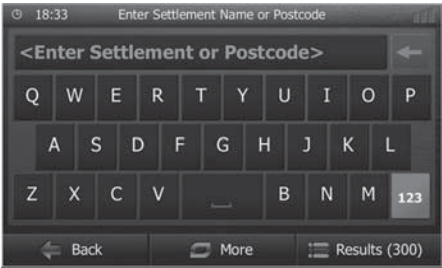 18:33 Enter Settlement Name or Postcode
<Enter Settlement or Postcode>
Q W E R T Y U I O P
A S D F G H J K L
Z X C V B N M 123
Back More Results (300)